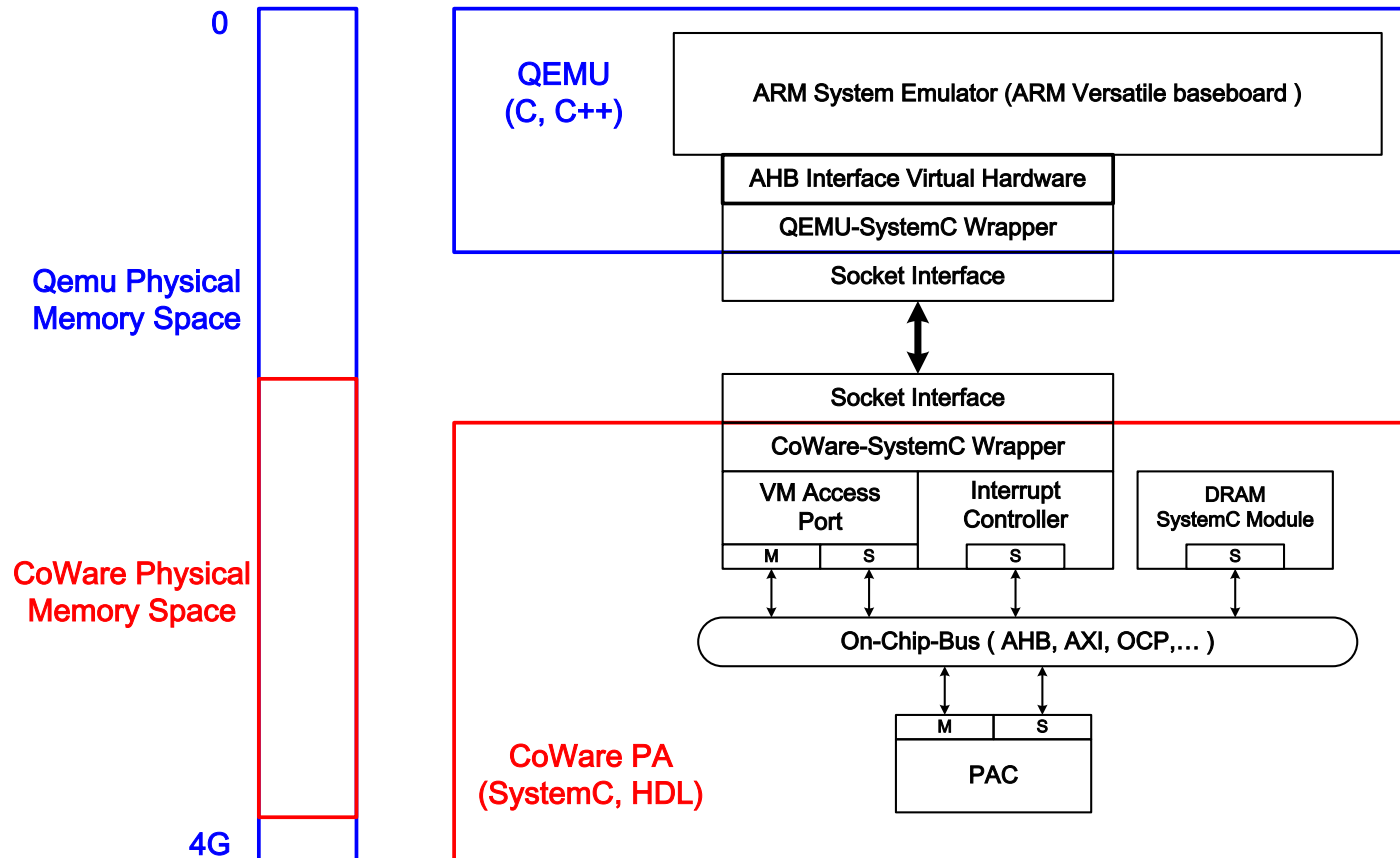 0
QEMU
(C, C++)
ARM System Emulator (ARM Versatile baseboard )
AHB Interface Virtual Hardware
QEMU-SystemC Wrapper
Socket Interface
Qemu Physical
Memory Space
Socket Interface
CoWare-SystemC Wrapper
VM Access
Port
M
S
Interrupt
Controller
S
DRAM
SystemC Module
S
CoWare Physical
Memory Space
On-Chip-Bus ( AHB, AXI, OCP,... )
M
S
PAC
CoWare PA
(SystemC, HDL)
4G